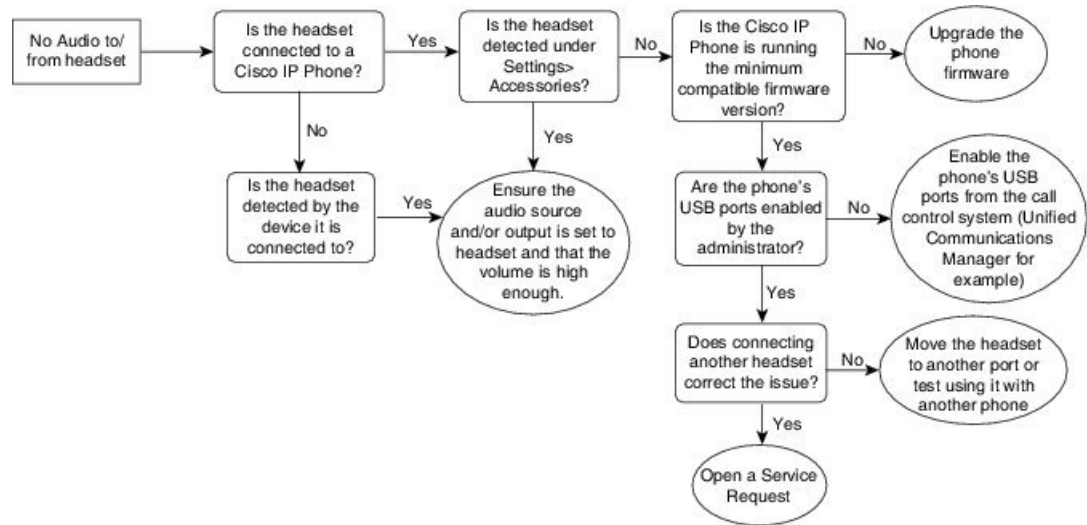 No Audio to/
from headset
Is the headset
connected to a
Cisco IP Phone?
Yes
Is the headset
detected under
Settings>
Accessories?
No
Is the Cisco IP
Phone is running
the minimum
compatible firmware
version?
No
Upgrade the
phone
firmware
No
Yes
Yes
Is the headset
detected by the
device it is
connected to?
Yes
Ensure the
audio source
and/or output is set to
headset and that the
volume is high
enough.
Are the phone's
USB ports enabled
by the
administrator?
No
Enable the
phone's USB
ports from the call
control system (Unified
Communications
Manager for
example)
Yes
Does connecting
another headset
correct the issue?
No
Move the headset
to another port or
test using it with
another phone
Yes
Open a Service
Request